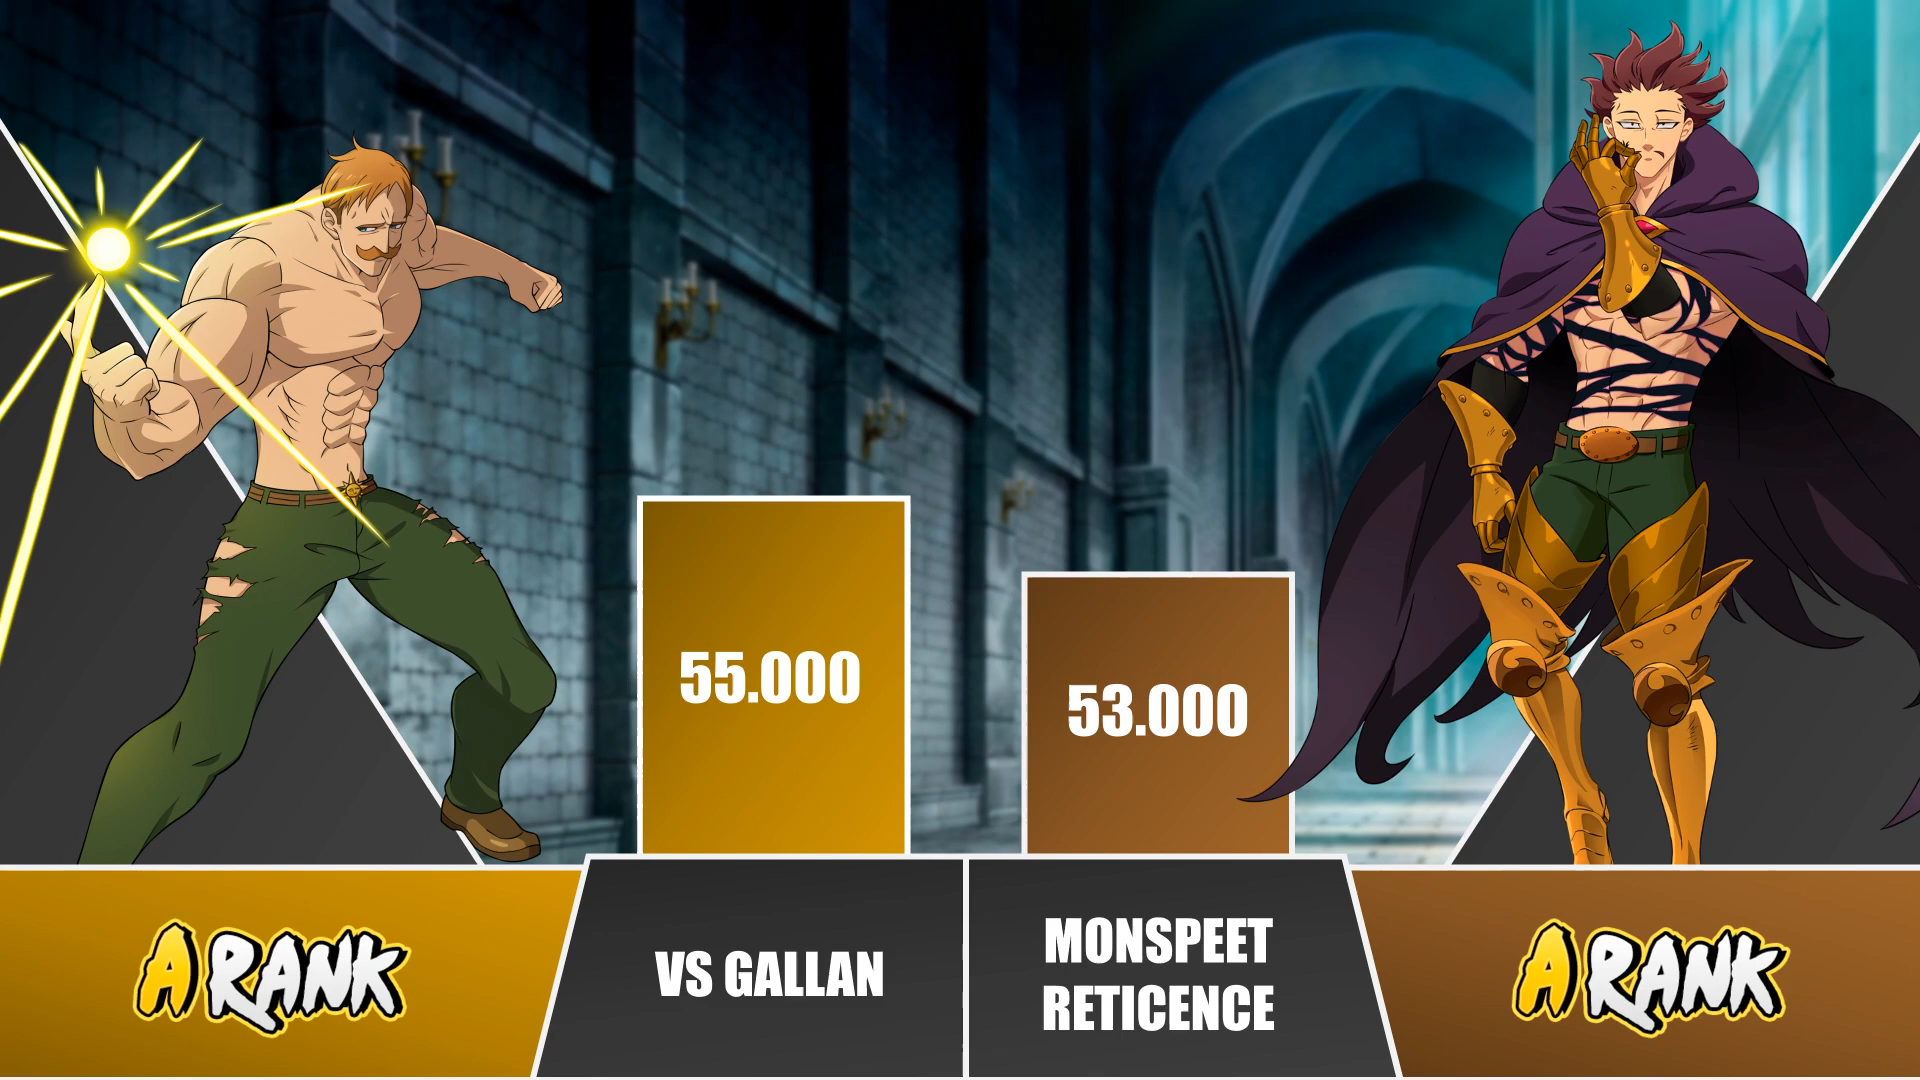 55.000
53.000
A RANK
VS GALLAN
MONSPEET
RETICENCE
A RANK